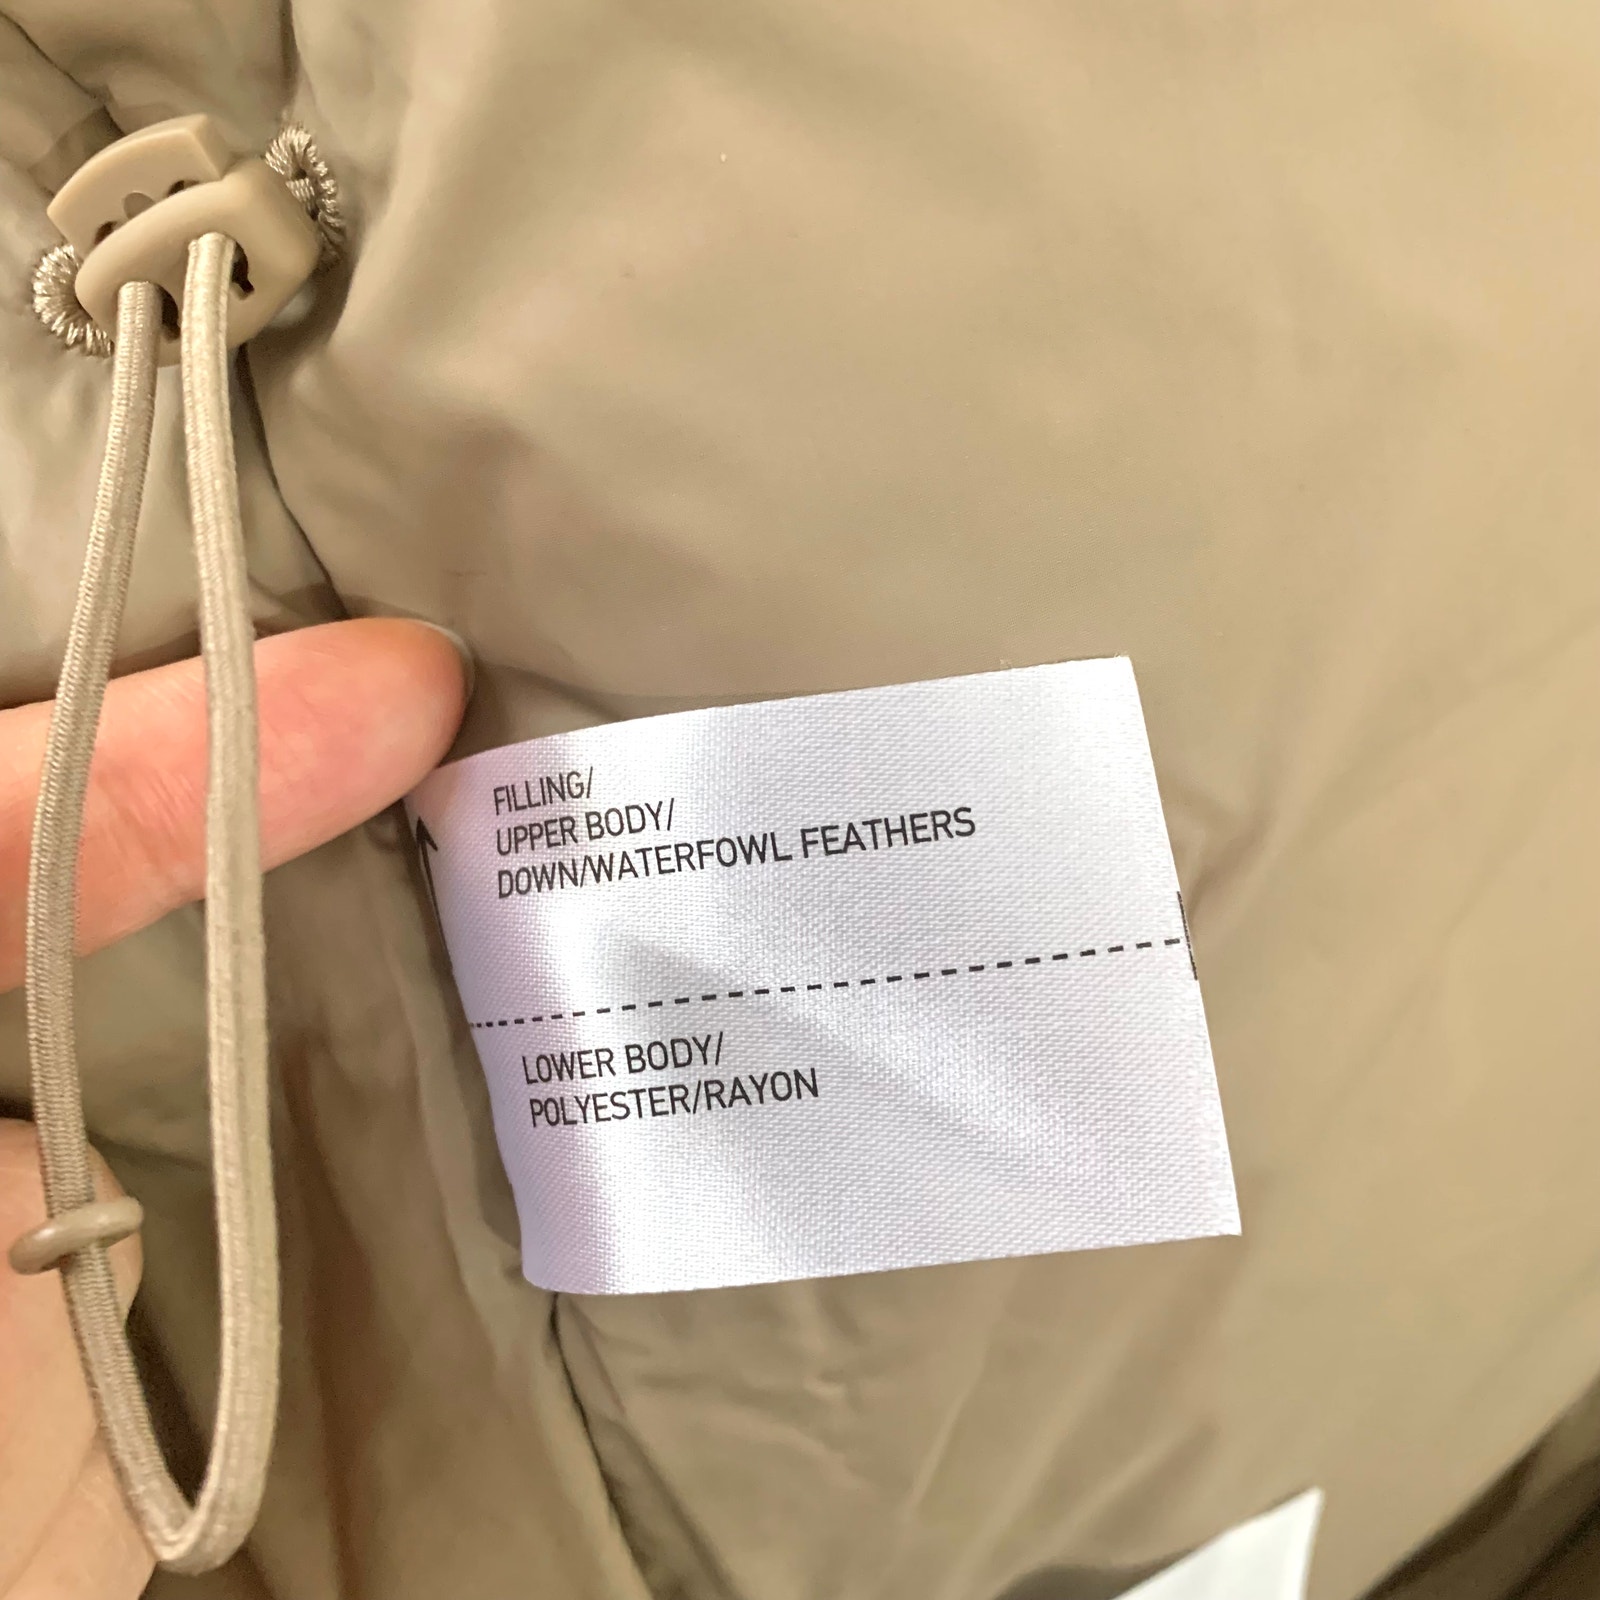 FILLING/
UPPER BODY/
DOWN/WATERFOWL FEATHERS
LOWER BODY/
POLYESTER/RAYON